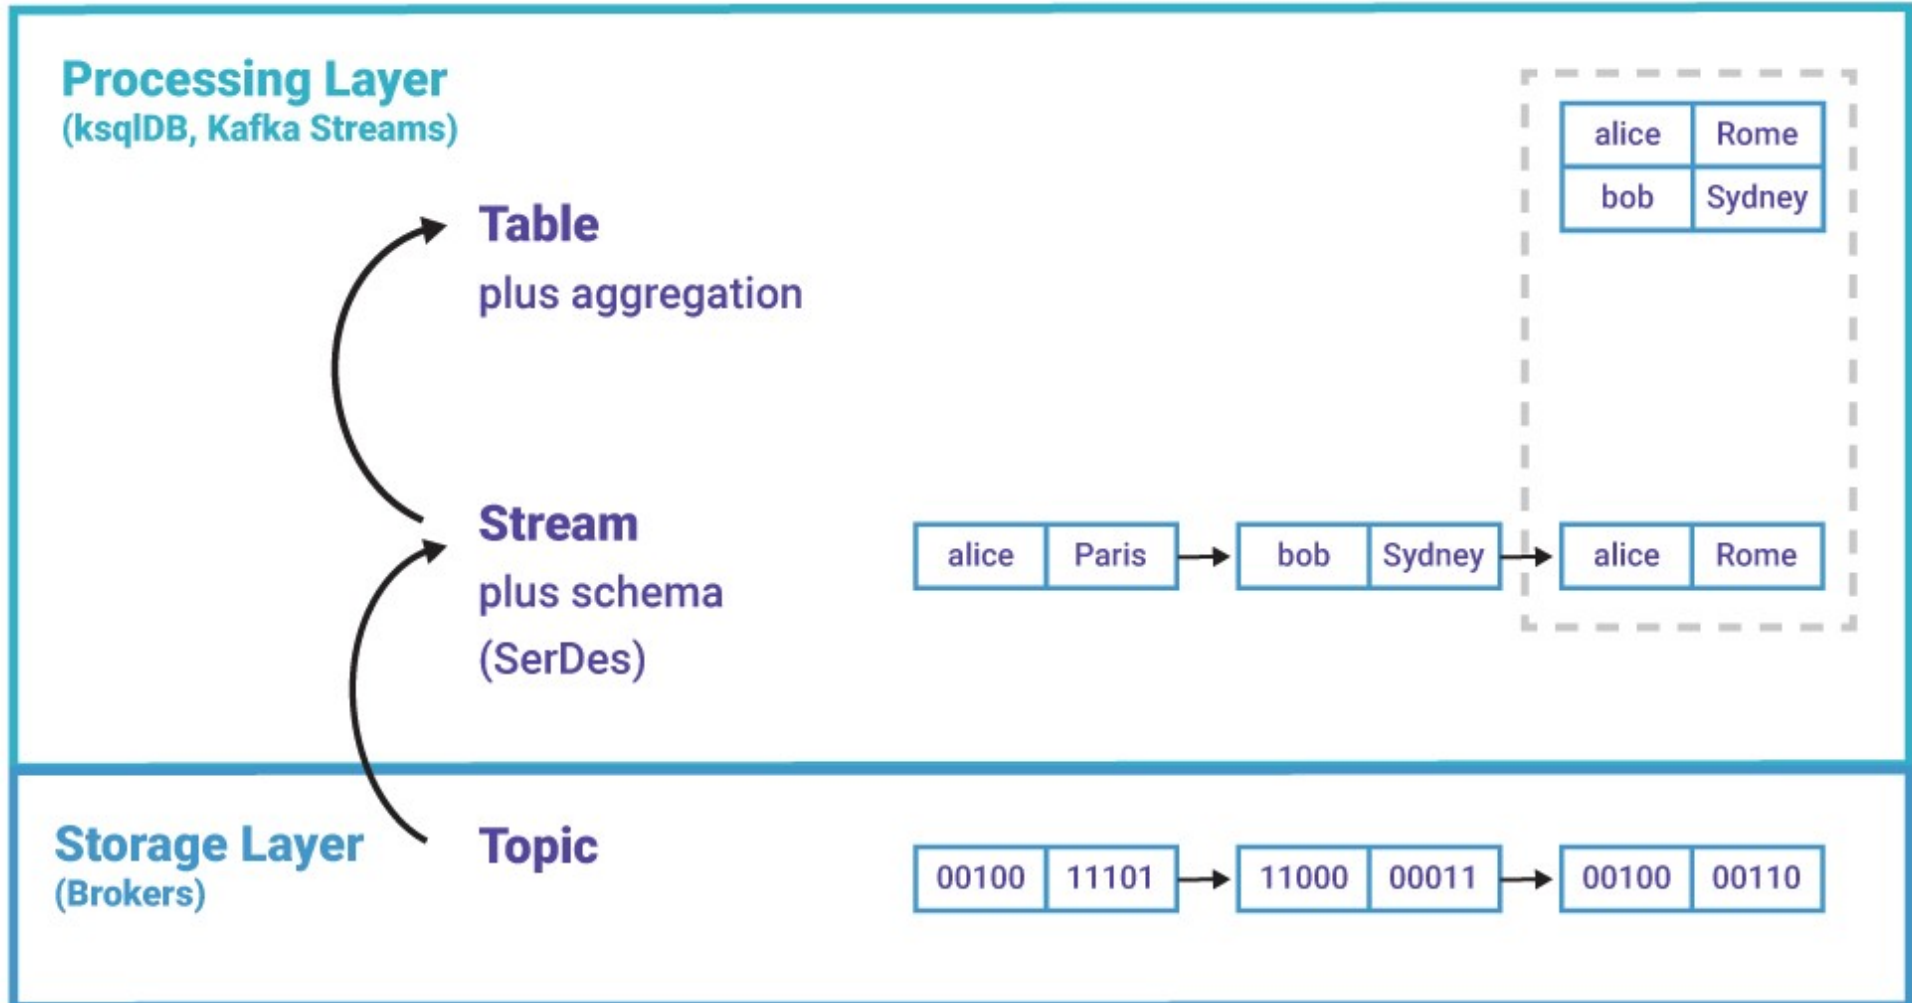 Processing Layer
(ksqlDB, Kafka Streams)
alice Rome
bob Sydney
Table
plus aggregation
Stream
plus schema
(SerDes)
alice Paris bob Sydney alice Rome
Storage Layer
(Brokers)
Topic
00100 11101 11000 00011 00100 00110